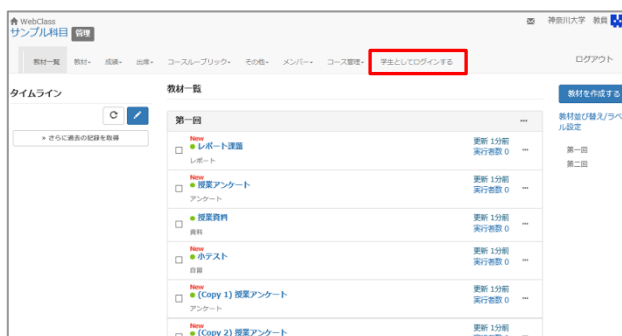 WebClass
神奈川大学 教員
サンプル科目 管理
教材一覧 教材 成績 出席 コースルーブリック その他 メンバー コース管理 学生としてログインする ログアウト
タイムライン
» さらに過去の記録を取得
教材一覧
第一回
New
レポート課題
レポート
更新 1分前
実行者数 0
New
授業アンケート
アンケート
更新 1分前
実行者数 0
授業資料
資料
更新 1分前
実行者数 0
New
小テスト
自習
更新 1分前
実行者数 0
New
(Copy 1) 授業アンケート
アンケート
更新 1分前
実行者数 0
New
(Copy 2) 授業アンケート
更新 1分前
教材を作成する
教材並び替え/ラベ
ル設定
第一回
第二回